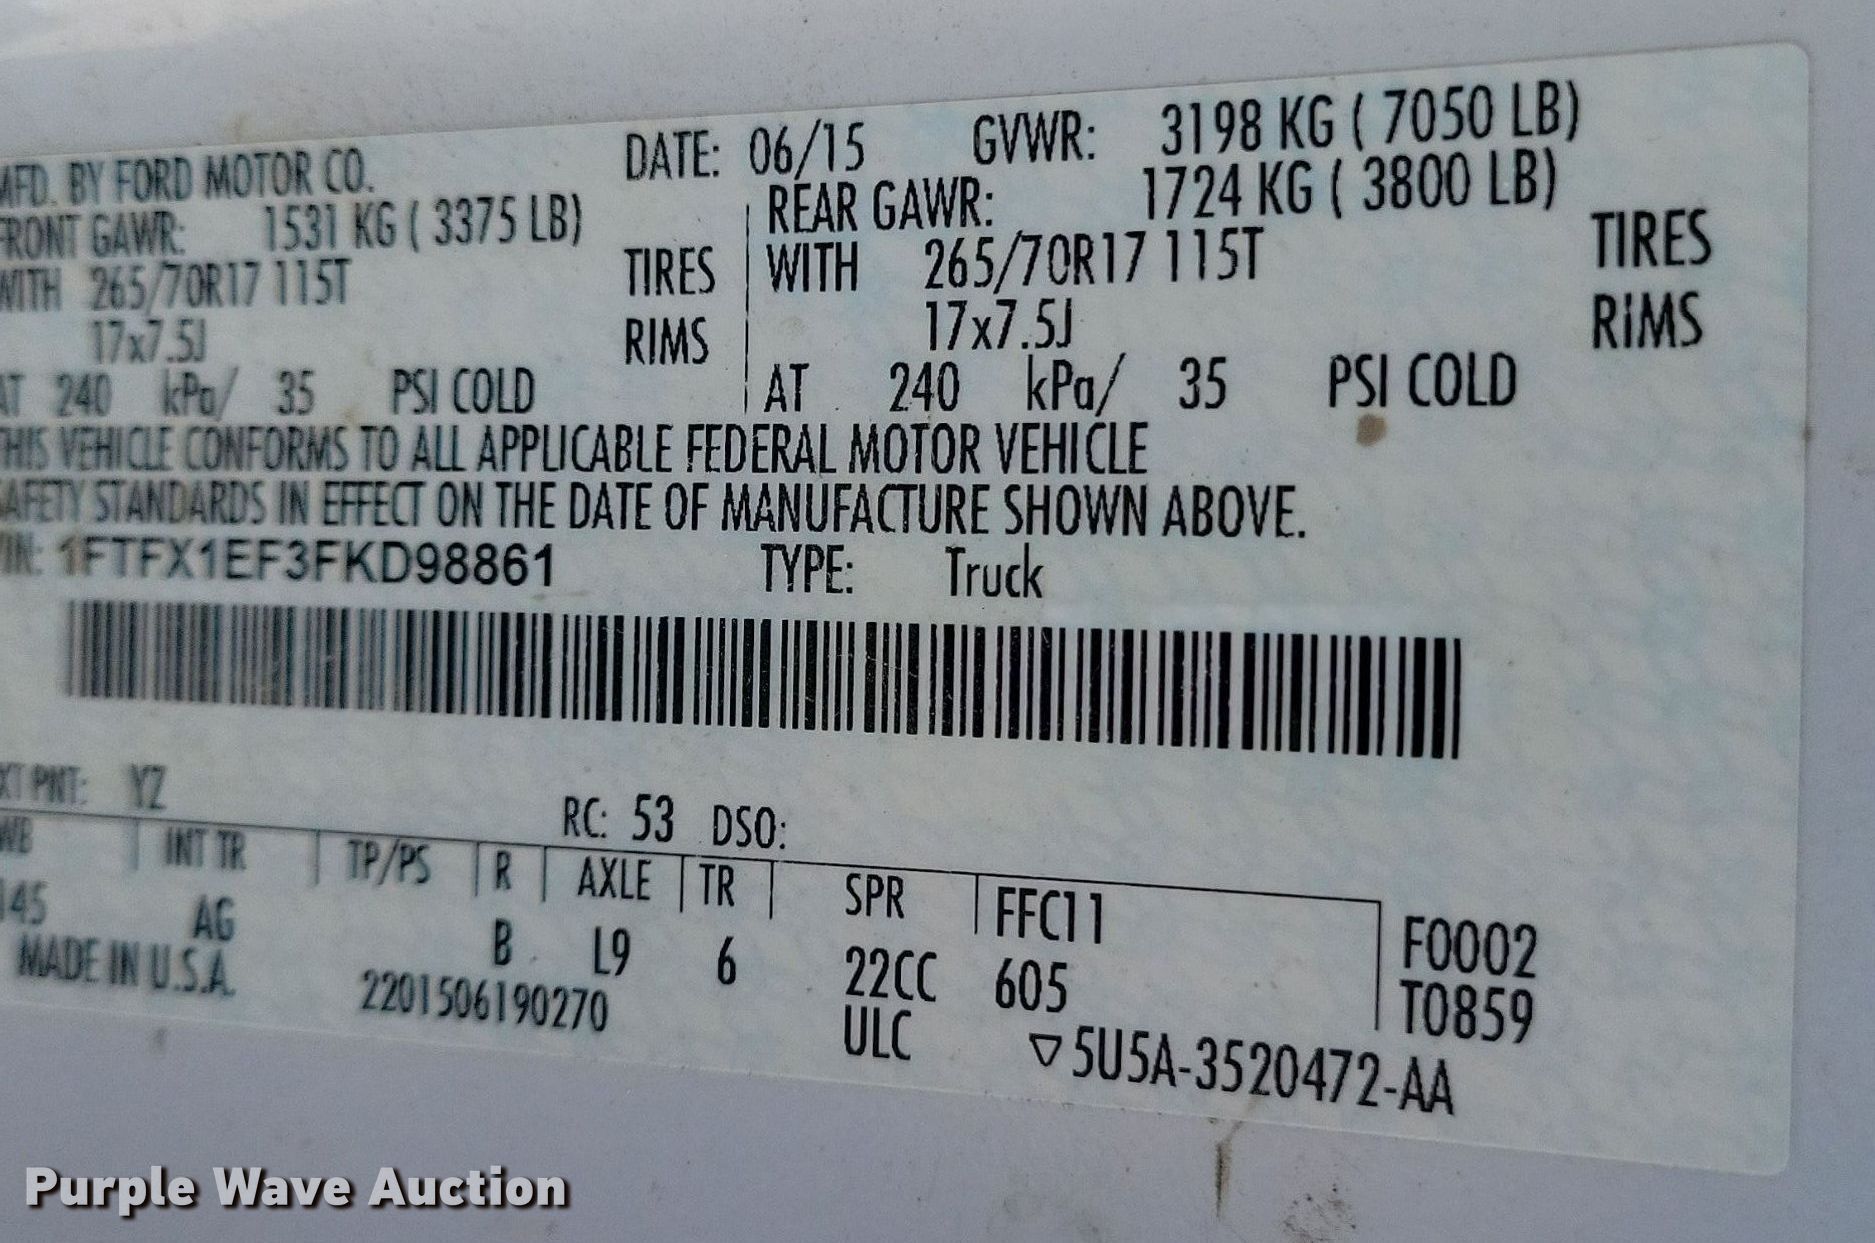 MFD. BY FORD MOTOR CO. DATE: 06/15 GVWR: 3198 KG ( 7050 LB)
FRONT GAWR: 1531 KG ( 3375 LB) REAR GAWR: 1724 KG ( 3800 LB)
WITH 265/70R17 115T TIRES WITH 265/70R17 115T TIRES
17x7.5J RIMS 17x7.5J RIMS
AT 240 kPa/ 35 PSI COLD AT 240 kPa/ 35 PSI COLD
THIS VEHICLE CONFORMS TO ALL APPLICABLE FEDERAL MOTOR VEHICLE
SAFETY STANDARDS IN EFFECT ON THE DATE OF MANUFACTURE SHOWN ABOVE.
VIN: 1FTFX1EF3FKD98861 TYPE: Truck
EXT PNT: YZ RC: 53 DSO:
WB INT TR TP/PS R AXLE TR SPR FFC11 F0002
145 AG B L9 6 22CC 605 T0859
MADE IN U.S.A. 2201506190270 ULC ▽5U5A-3520472-AA
Purple Wave Auction